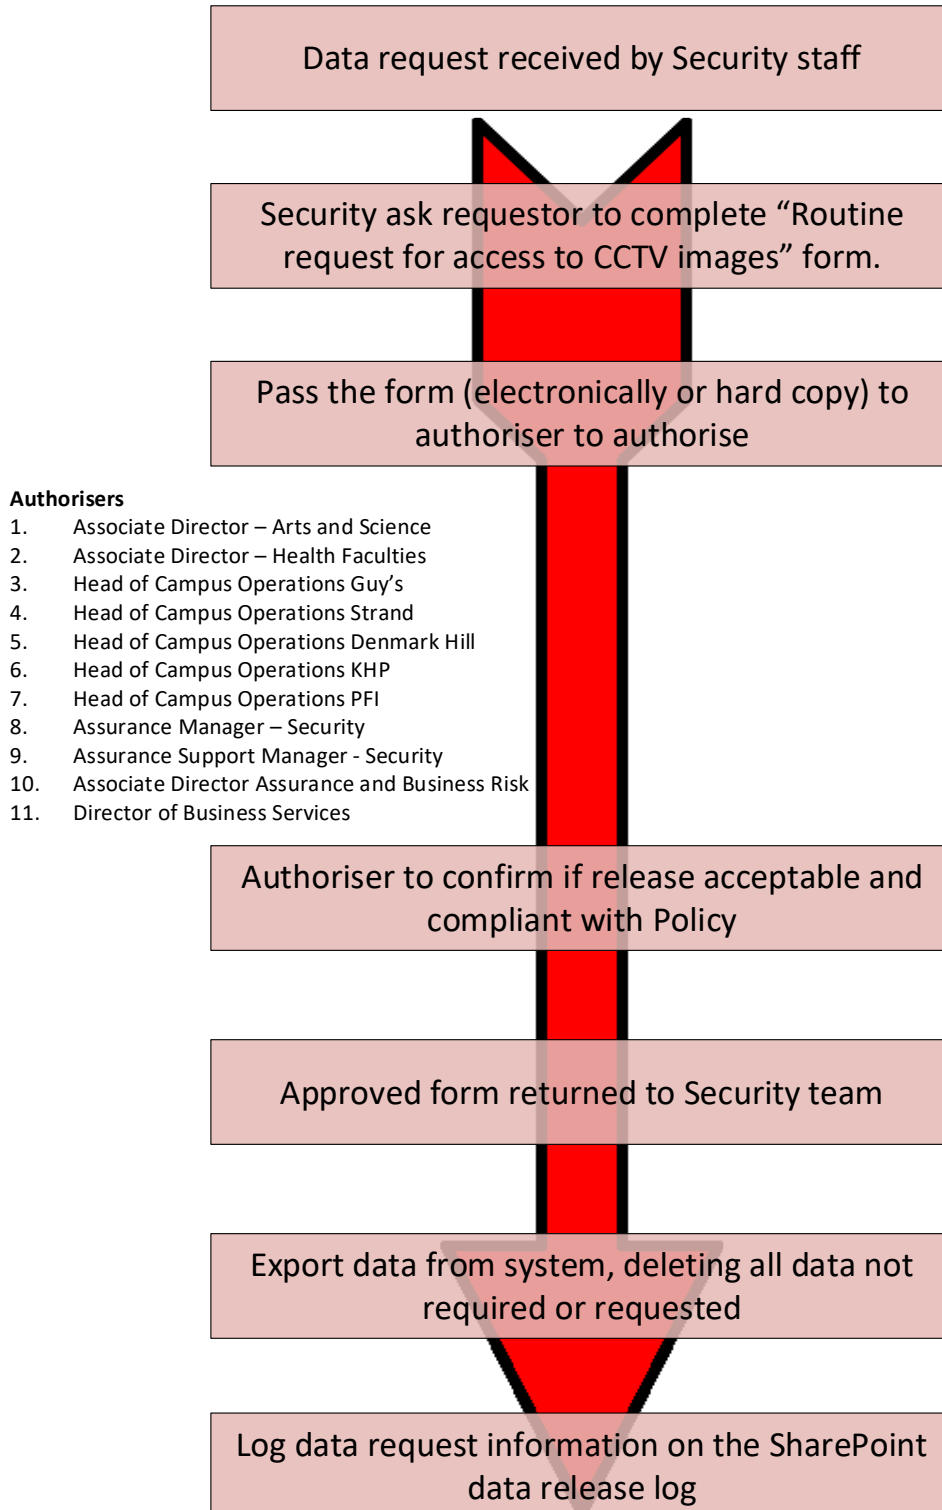 Data request received by Security staff
Security ask requestor to complete “Routine
request for access to CCTV images” form.
Pass the form (electronically or hard copy) to
authoriser to authorise
Authorisers
1. Associate Director – Arts and Science
2. Associate Director – Health Faculties
3. Head of Campus Operations Guy’s
4. Head of Campus Operations Strand
5. Head of Campus Operations Denmark Hill
6. Head of Campus Operations KHP
7. Head of Campus Operations PFI
8. Assurance Manager – Security
9. Assurance Support Manager - Security
10. Associate Director Assurance and Business Risk
11. Director of Business Services
Authoriser to confirm if release acceptable and
compliant with Policy
Approved form returned to Security team
Export data from system, deleting all data not
required or requested
Log data request information on the SharePoint
data release log